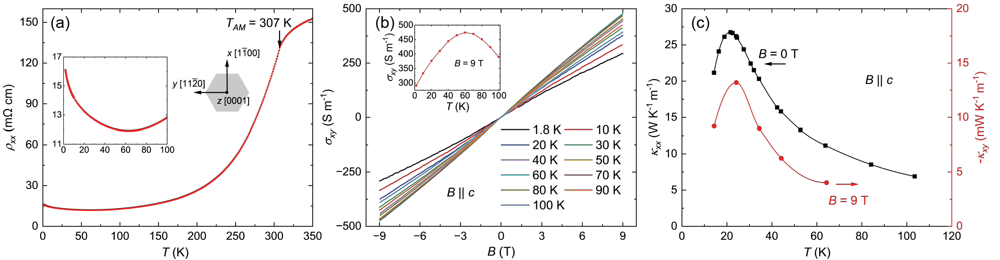 (a)
T_AM = 307 K
150
120
90
60
30
0
ρxx (mΩ cm)
0 50 100 150 200 250 300 350
T (K)
17
15
13
11
0 20 40 60 80 100
x [11̅00]
y [112̅0]
z [0001]
(b)
500
250
0
−250
−500
σxy (S m⁻¹)
−9 −6 −3 0 3 6 9
B (T)
500
450
400
350
300
σxy (S m⁻¹)
B = 9 T
0 20 40 60 80 100
T (K)
1.8 K 10 K
20 K 30 K
40 K 50 K
60 K 70 K
80 K 90 K
100 K
B || c
(c)
30
25
20
15
10
5
0
κxx (W K⁻¹ m⁻¹)
B = 0 T
B || c
B = 9 T
0 20 40 60 80 100 120
T (K)
20
15
10
5
0
-κxy (mW K⁻¹ m⁻¹)